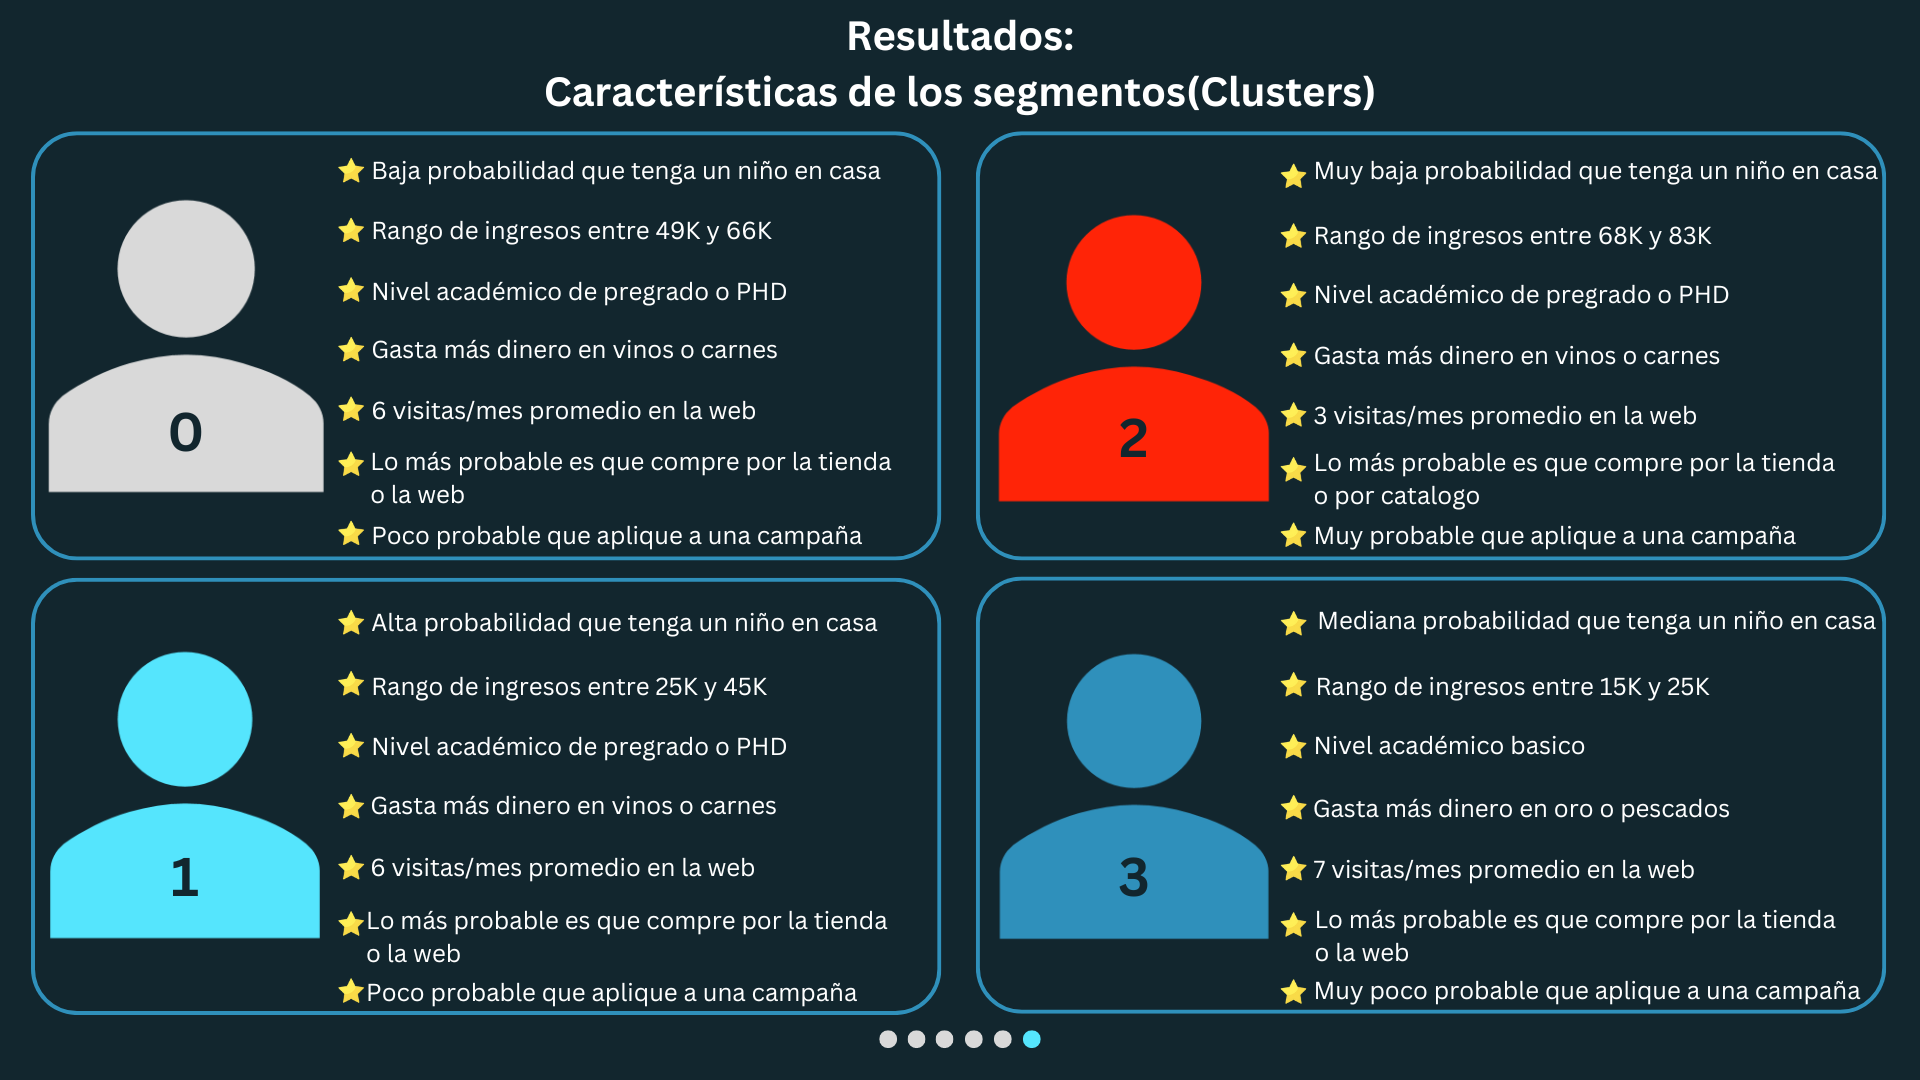 Resultados:
Características de los segmentos(Clusters)
0
Baja probabilidad que tenga un niño en casa
Rango de ingresos entre 49K y 66K
Nivel académico de pregrado o PHD
Gasta más dinero en vinos o carnes
6 visitas/mes promedio en la web
Lo más probable es que compre por la tienda
o la web
Poco probable que aplique a una campaña
2
Muy baja probabilidad que tenga un niño en casa
Rango de ingresos entre 68K y 83K
Nivel académico de pregrado o PHD
Gasta más dinero en vinos o carnes
3 visitas/mes promedio en la web
Lo más probable es que compre por la tienda
o por catalogo
Muy probable que aplique a una campaña
1
Alta probabilidad que tenga un niño en casa
Rango de ingresos entre 25K y 45K
Nivel académico de pregrado o PHD
Gasta más dinero en vinos o carnes
6 visitas/mes promedio en la web
Lo más probable es que compre por la tienda
o la web
Poco probable que aplique a una campaña
3
Mediana probabilidad que tenga un niño en casa
Rango de ingresos entre 15K y 25K
Nivel académico basico
Gasta más dinero en oro o pescados
7 visitas/mes promedio en la web
Lo más probable es que compre por la tienda
o la web
Muy poco probable que aplique a una campaña